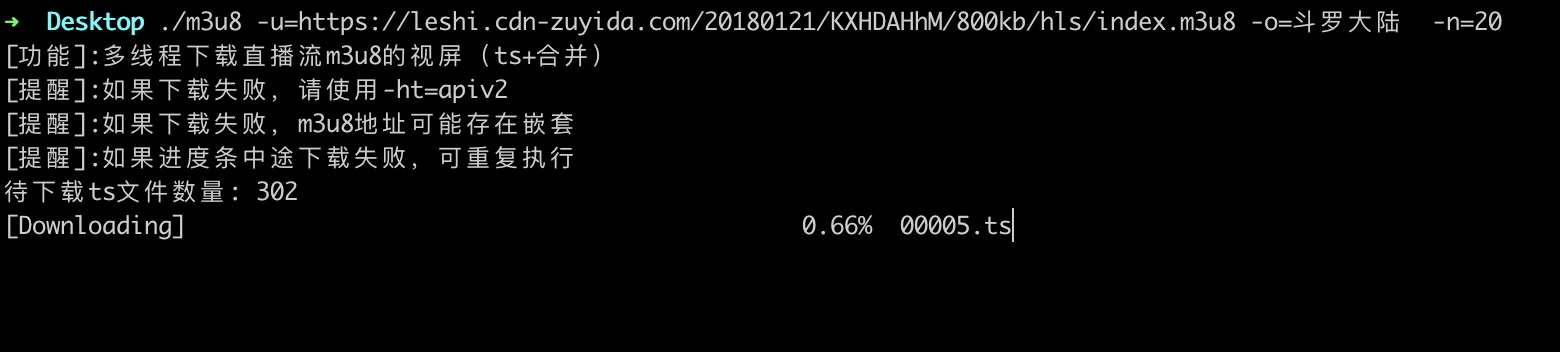 ➜ Desktop ./m3u8 -u=https://leshi.cdn-zuyida.com/20180121/KXHDAHhM/800kb/hls/index.m3u8 -o=斗罗大陆 -n=20
[功能]:多线程下载直播流m3u8的视屏（ts+合并）
[提醒]:如果下载失败，请使用-ht=apiv2
[提醒]:如果下载失败，m3u8地址可能存在嵌套
[提醒]:如果进度条中途下载失败，可重复执行
待下载ts文件数量: 302
[Downloading] 0.66% 00005.ts